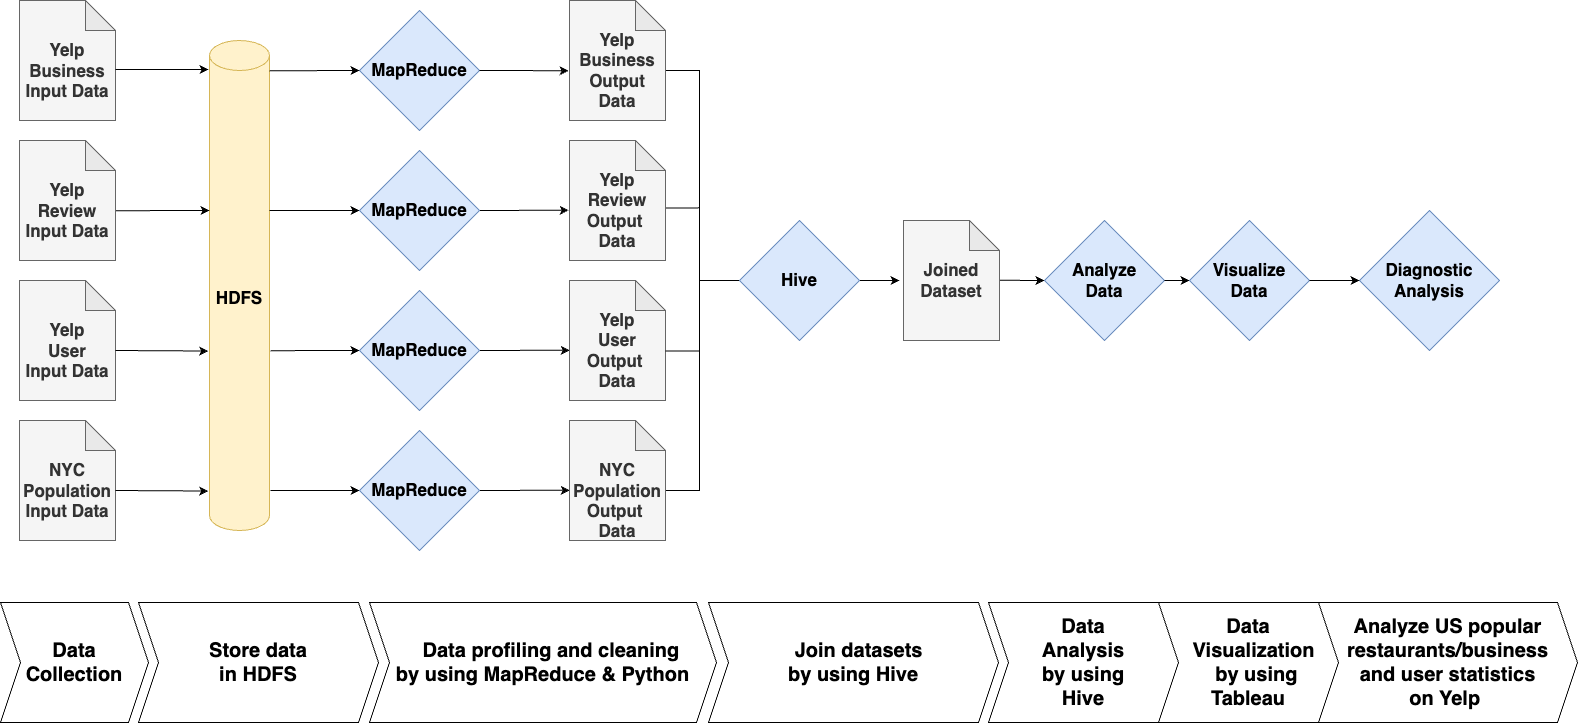 Yelp
Business
Input Data
Yelp
Review
Input Data
Yelp
User
Input Data
NYC
Population
Input Data
HDFS
MapReduce
MapReduce
MapReduce
MapReduce
Yelp
Business
Output
Data
Yelp
Review
Output
Data
Yelp
User
Output
Data
NYC
Population
Output
Data
Hive
Joined
Dataset
Analyze
Data
Visualize
Data
Diagnostic
Analysis
Data
Collection
Store data
in HDFS
Data profiling and cleaning
by using MapReduce & Python
Join datasets
by using Hive
Data
Analysis
by using
Hive
Data
Visualization
by using
Tableau
Analyze US popular
restaurants/business
and user statistics
on Yelp